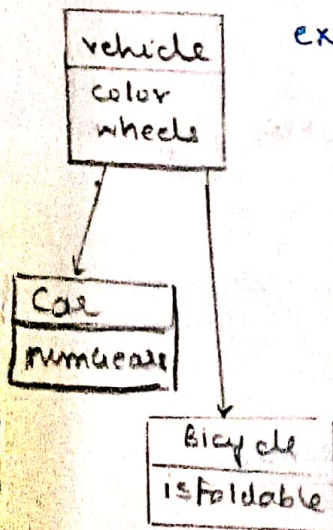 ex
vehicle
color
wheels
Car
numGears
Bicycle
isFoldable